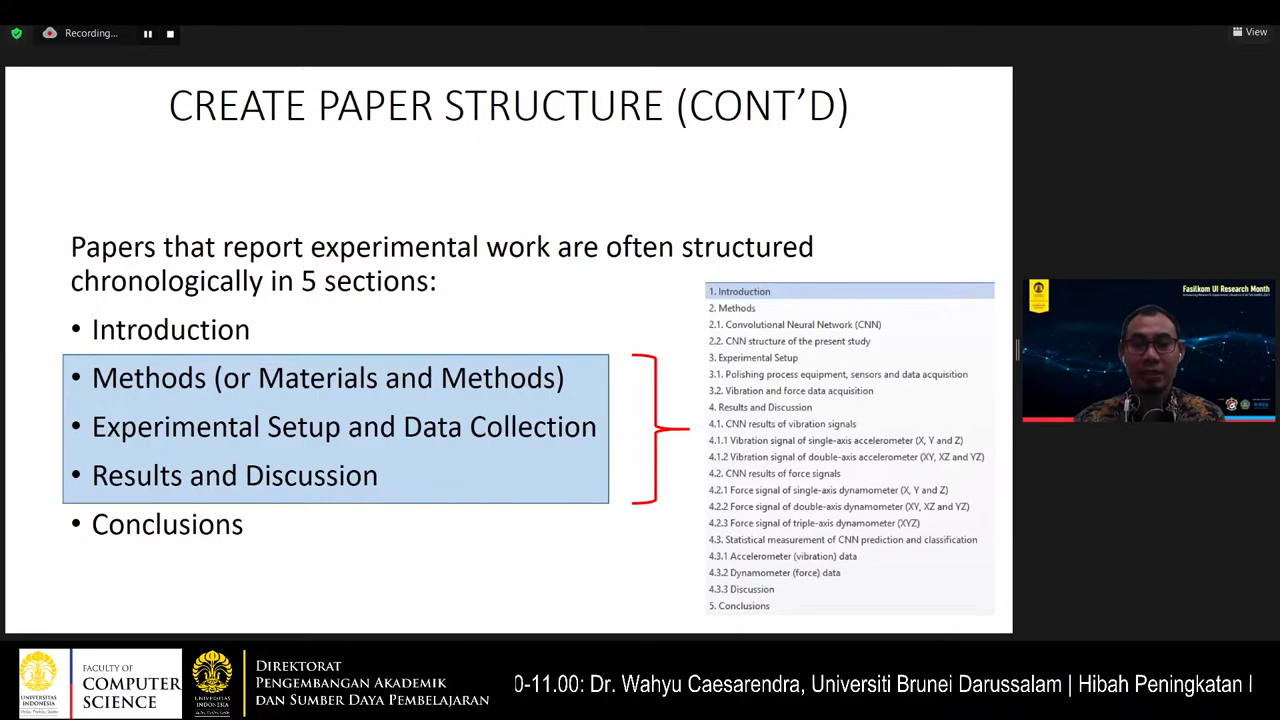 Recording...
View
CREATE PAPER STRUCTURE (CONT'D)
Papers that report experimental work are often structured
chronologically in 5 sections:
• Introduction
• Methods (or Materials and Methods)
• Experimental Setup and Data Collection
• Results and Discussion
• Conclusions
1. Introduction
2. Methods
2.1. Convolutional Neural Network (CNN)
2.2. CNN structure of the present study
3. Experimental Setup
3.1. Polishing process equipment, sensors and data acquisition
3.2. Vibration and force data acquisition
4. Results and Discussion
4.1. CNN results of vibration signals
4.1.1 Vibration signal of single-axis accelerometer (X, Y and Z)
4.1.2 Vibration signal of double-axis accelerometer (XY, XZ and YZ)
4.2. CNN results of force signals
4.2.1 Force signal of single-axis dynamometer (X, Y and Z)
4.2.2 Force signal of double-axis dynamometer (XY, XZ and YZ)
4.2.3 Force signal of triple-axis dynamometer (XYZ)
4.3. Statistical measurement of CNN prediction and classification
4.3.1 Accelerometer (vibration) data
4.3.2 Dynamometer (force) data
4.3.3 Discussion
5. Conclusions
Fasilkom UI Research Month
UNIVERSITAS
INDONESIA
FACULTY OF
COMPUTER
SCIENCE
UNIVERSITAS
INDONESIA
DIREKTORAT
PENGEMBANGAN AKADEMIK
DAN SUMBER DAYA PEMBELAJARAN
0-11.00: Dr. Wahyu Caesarendra, Universiti Brunei Darussalam | Hibah Peningkatan